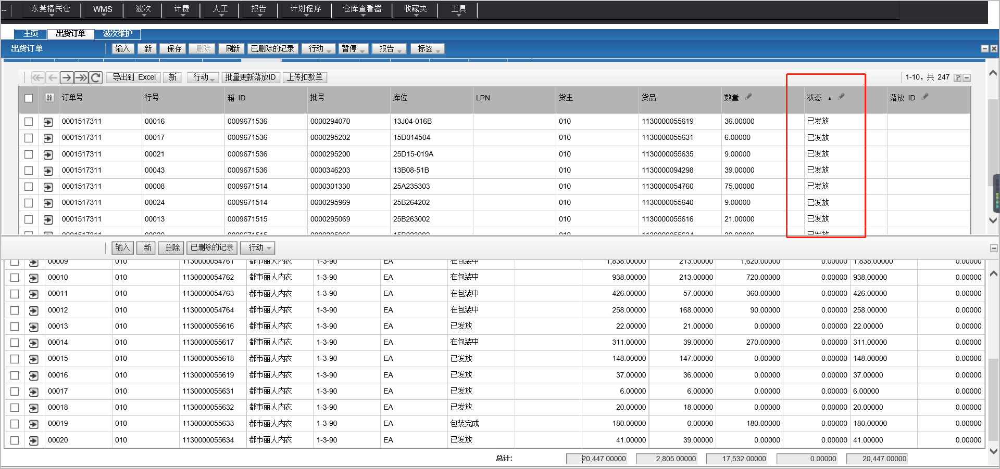 --
东莞福民仓 WMS 波次 计费 人工 报告 计划程序 仓库查看器 收藏夹 工具
主页 出货订单 波次维护
出货订单 输入 新 保存 删除 刷新 已删除的记录 行动 暂停 报告 标签
导出到 Excel 新 行动 批量更新落放ID 上传扣款单 1-10，共 247
订单号 行号 箱 ID 批号 库位 LPN 货主 货品 数量 状态 落放 ID
0001517311 00016 0009671536 0000294070 13J04-016B 010 1130000055619 36.00000 已发放
0001517311 00017 0009671536 0000295202 15D014504 010 1130000055631 6.00000 已发放
0001517311 00021 0009671536 0000295200 25D15-019A 010 1130000055635 9.00000 已发放
0001517311 00043 0009671536 0000346203 13B08-51B 010 1130000094298 39.00000 已发放
0001517311 00008 0009671514 0000301330 25A235303 010 1130000054760 75.00000 已发放
0001517311 00024 0009671514 0000295969 25B264202 010 1130000055640 9.00000 已发放
0001517311 00013 0009671515 0000295069 25B263002 010 1130000055616 21.00000 已发放
输入 新 删除 已删除的记录 行动
00009 010 1130000054761 都市丽人内衣 1-3-90 EA 在包装中 1,838.00000 213.00000 1,620.00000 0.00000 1,838.00000 0.00000
00010 010 1130000054762 都市丽人内衣 1-3-90 EA 在包装中 938.00000 213.00000 720.00000 0.00000 938.00000 0.00000
00011 010 1130000054763 都市丽人内衣 1-3-90 EA 在包装中 426.00000 57.00000 360.00000 0.00000 426.00000 0.00000
00012 010 1130000054764 都市丽人内衣 1-3-90 EA 在包装中 258.00000 168.00000 90.00000 0.00000 258.00000 0.00000
00013 010 1130000055616 都市丽人内衣 1-3-90 EA 已发放 22.00000 21.00000 0.00000 0.00000 22.00000 0.00000
00014 010 1130000055617 都市丽人内衣 1-3-90 EA 在包装中 311.00000 39.00000 270.00000 0.00000 311.00000 0.00000
00015 010 1130000055618 都市丽人内衣 1-3-90 EA 已发放 148.00000 147.00000 0.00000 0.00000 148.00000 0.00000
00016 010 1130000055619 都市丽人内衣 1-3-90 EA 已发放 37.00000 36.00000 0.00000 0.00000 37.00000 0.00000
00017 010 1130000055631 都市丽人内衣 1-3-90 EA 已发放 6.00000 6.00000 0.00000 0.00000 6.00000 0.00000
00018 010 1130000055632 都市丽人内衣 1-3-90 EA 已发放 20.00000 18.00000 0.00000 0.00000 20.00000 0.00000
00019 010 1130000055633 都市丽人内衣 1-3-90 EA 包装完成 180.00000 0.00000 180.00000 0.00000 180.00000 0.00000
00020 010 1130000055634 都市丽人内衣 1-3-90 EA 已发放 41.00000 39.00000 0.00000 0.00000 41.00000 0.00000
总计: 20,447.00000 2,805.00000 17,532.00000 0.00000 20,447.00000